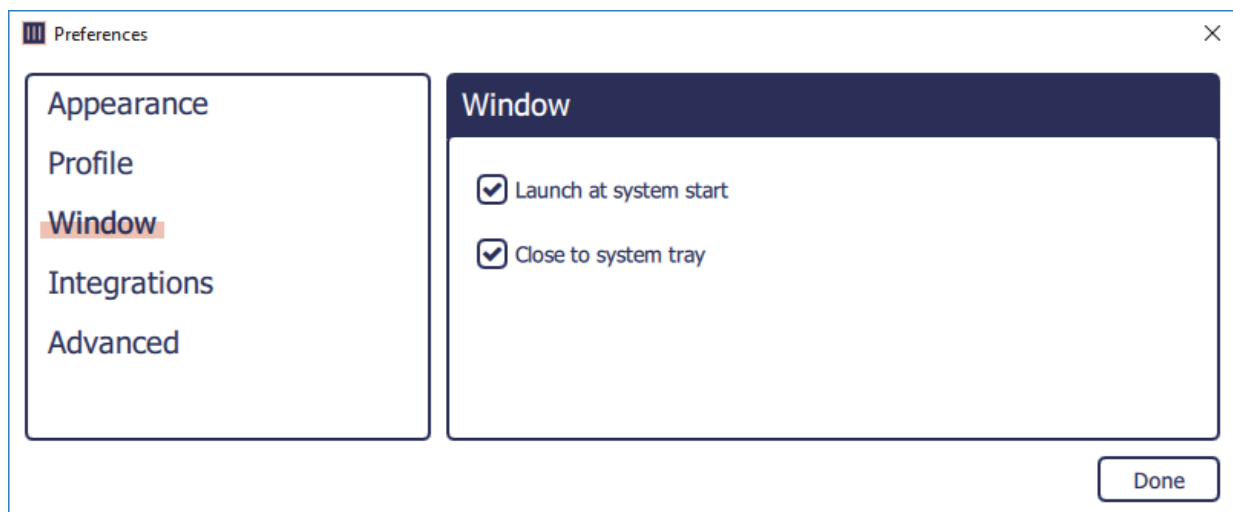 Preferences
Appearance
Profile
Window
Integrations
Advanced
Window
Launch at system start
Close to system tray
Done